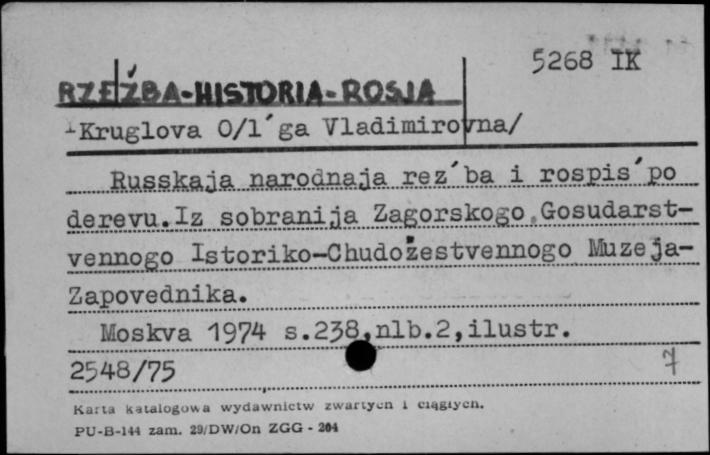 5268 IK
RZEŹBA-HISTORIA-ROSJA
Kruglova O/l´ga Vladimirovna/
Russkaja narodnaja rez´ba i rospis´po
derevu.Iz sobranija Zagorskogo Gosudarst-
vennogo Istoriko-Chudožestvennogo Muzeja-
Zapovednika.
Moskva 1974 s.238,nlb.2,ilustr.
2548/75 7
Karta katalogowa wydawnictw zwartych i ciągłych.
PU-B-144 zam. 29/DW/On ZGG - 204